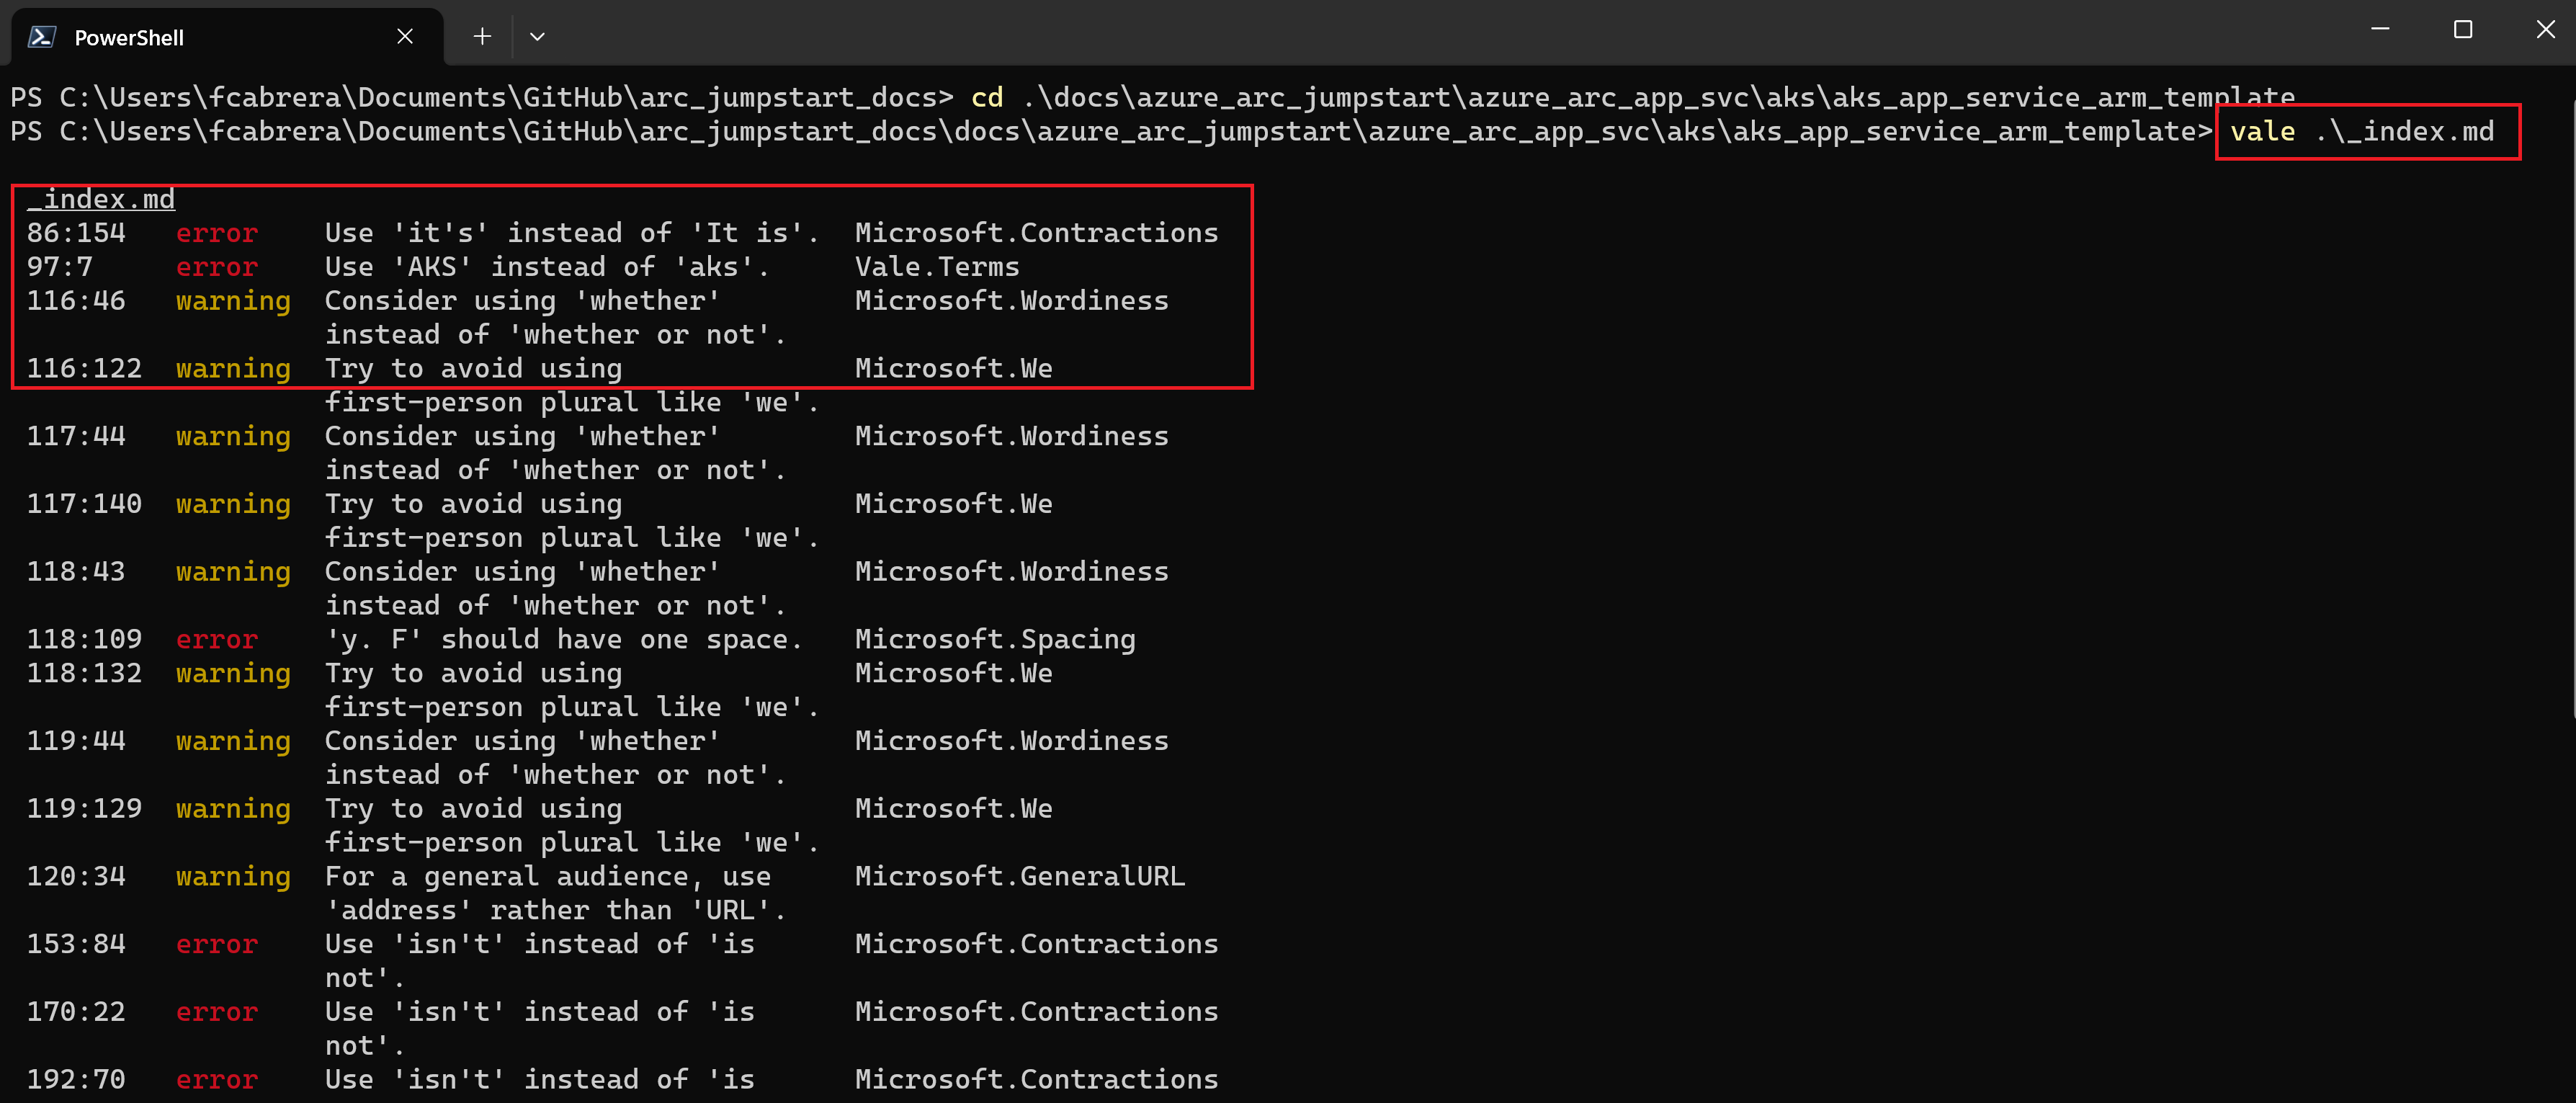 PowerShell
PS C:\Users\fcabrera\Documents\GitHub\arc_jumpstart_docs> cd .\docs\azure_arc_jumpstart\azure_arc_app_svc\aks\aks_app_service_arm_template
PS C:\Users\fcabrera\Documents\GitHub\arc_jumpstart_docs\docs\azure_arc_jumpstart\azure_arc_app_svc\aks\aks_app_service_arm_template> vale .\_index.md
_index.md
86:154 error Use 'it's' instead of 'It is'. Microsoft.Contractions
97:7 error Use 'AKS' instead of 'aks'. Vale.Terms
116:46 warning Consider using 'whether' Microsoft.Wordiness
instead of 'whether or not'.
116:122 warning Try to avoid using Microsoft.We
first-person plural like 'we'.
117:44 warning Consider using 'whether' Microsoft.Wordiness
instead of 'whether or not'.
117:140 warning Try to avoid using Microsoft.We
first-person plural like 'we'.
118:43 warning Consider using 'whether' Microsoft.Wordiness
instead of 'whether or not'.
118:109 error 'y. F' should have one space. Microsoft.Spacing
118:132 warning Try to avoid using Microsoft.We
first-person plural like 'we'.
119:44 warning Consider using 'whether' Microsoft.Wordiness
instead of 'whether or not'.
119:129 warning Try to avoid using Microsoft.We
first-person plural like 'we'.
120:34 warning For a general audience, use Microsoft.GeneralURL
'address' rather than 'URL'.
153:84 error Use 'isn't' instead of 'is Microsoft.Contractions
not'.
170:22 error Use 'isn't' instead of 'is Microsoft.Contractions
not'.
192:70 error Use 'isn't' instead of 'is Microsoft.Contractions